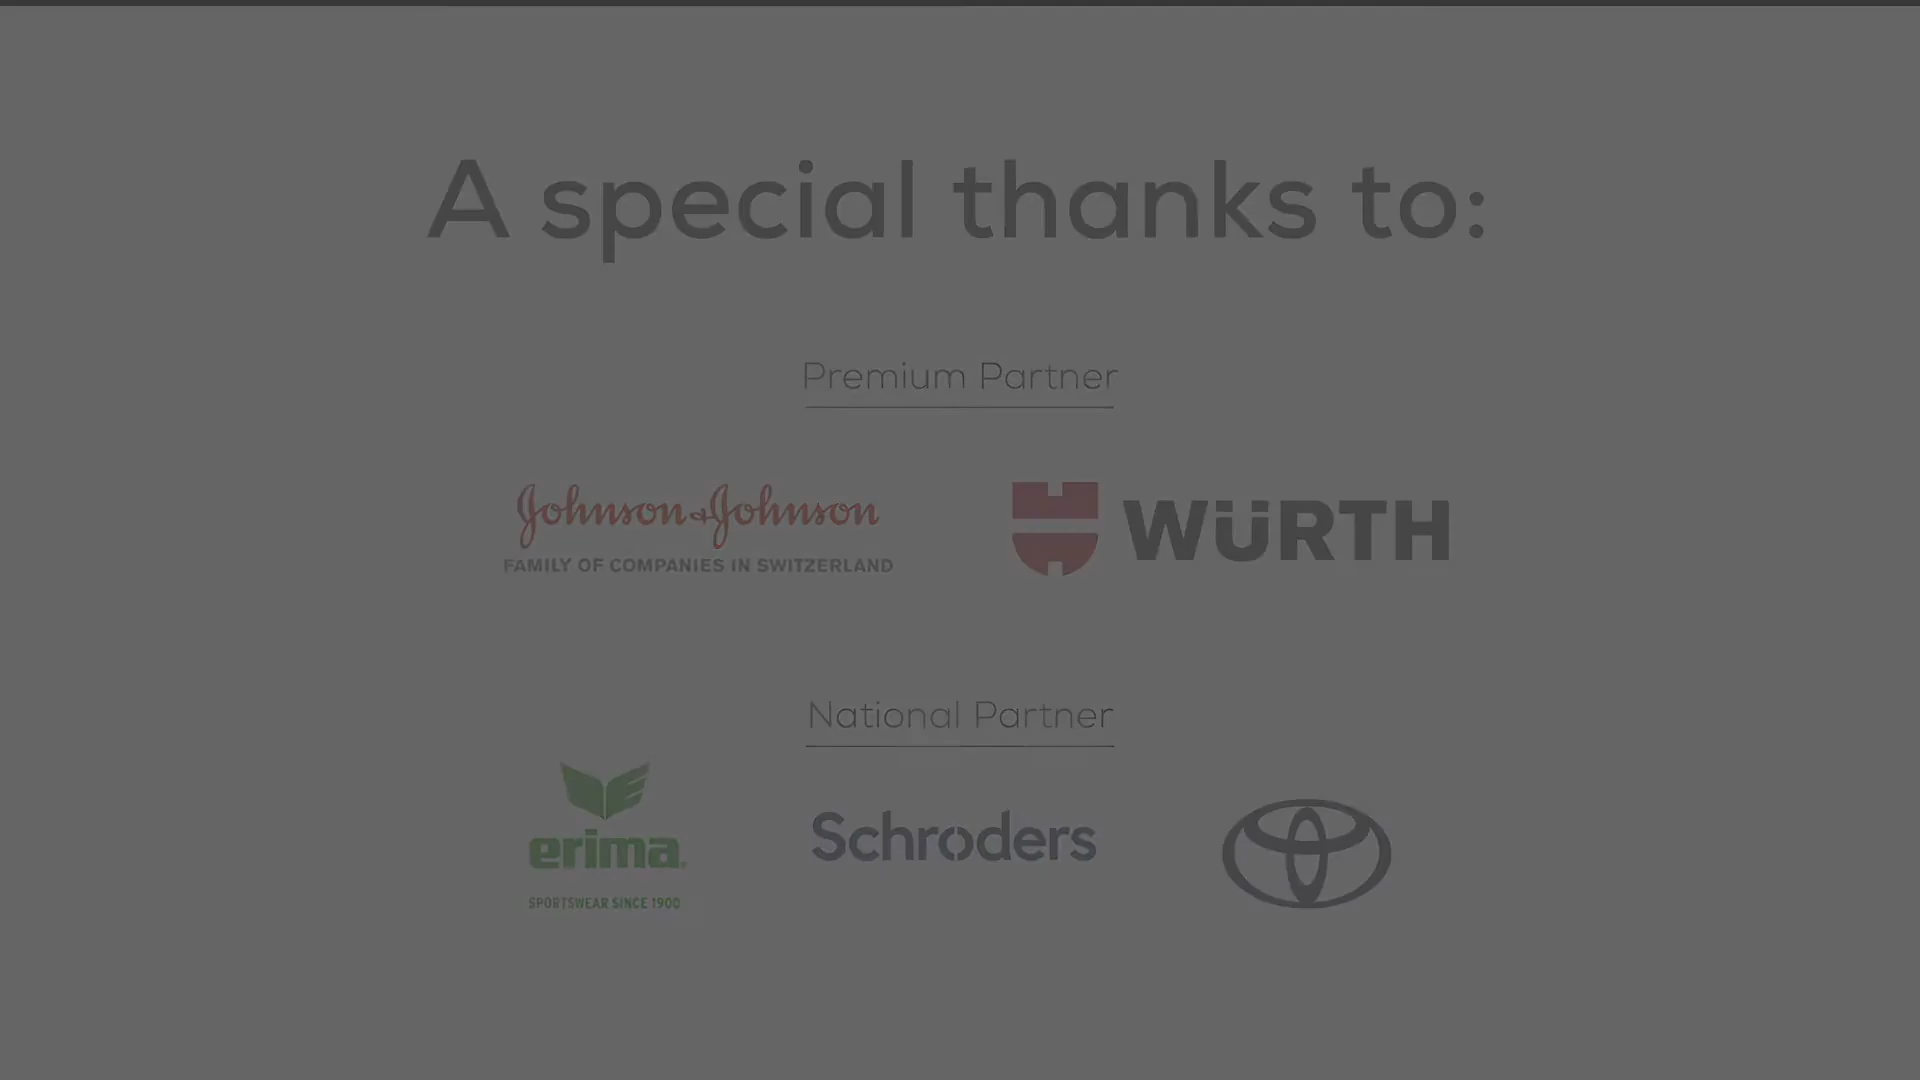 A special thanks to:
Premium Partner
Johnson & Johnson
FAMILY OF COMPANIES IN SWITZERLAND
WÜRTH
National Partner
erima
SPORTSWEAR SINCE 1900
Schroders